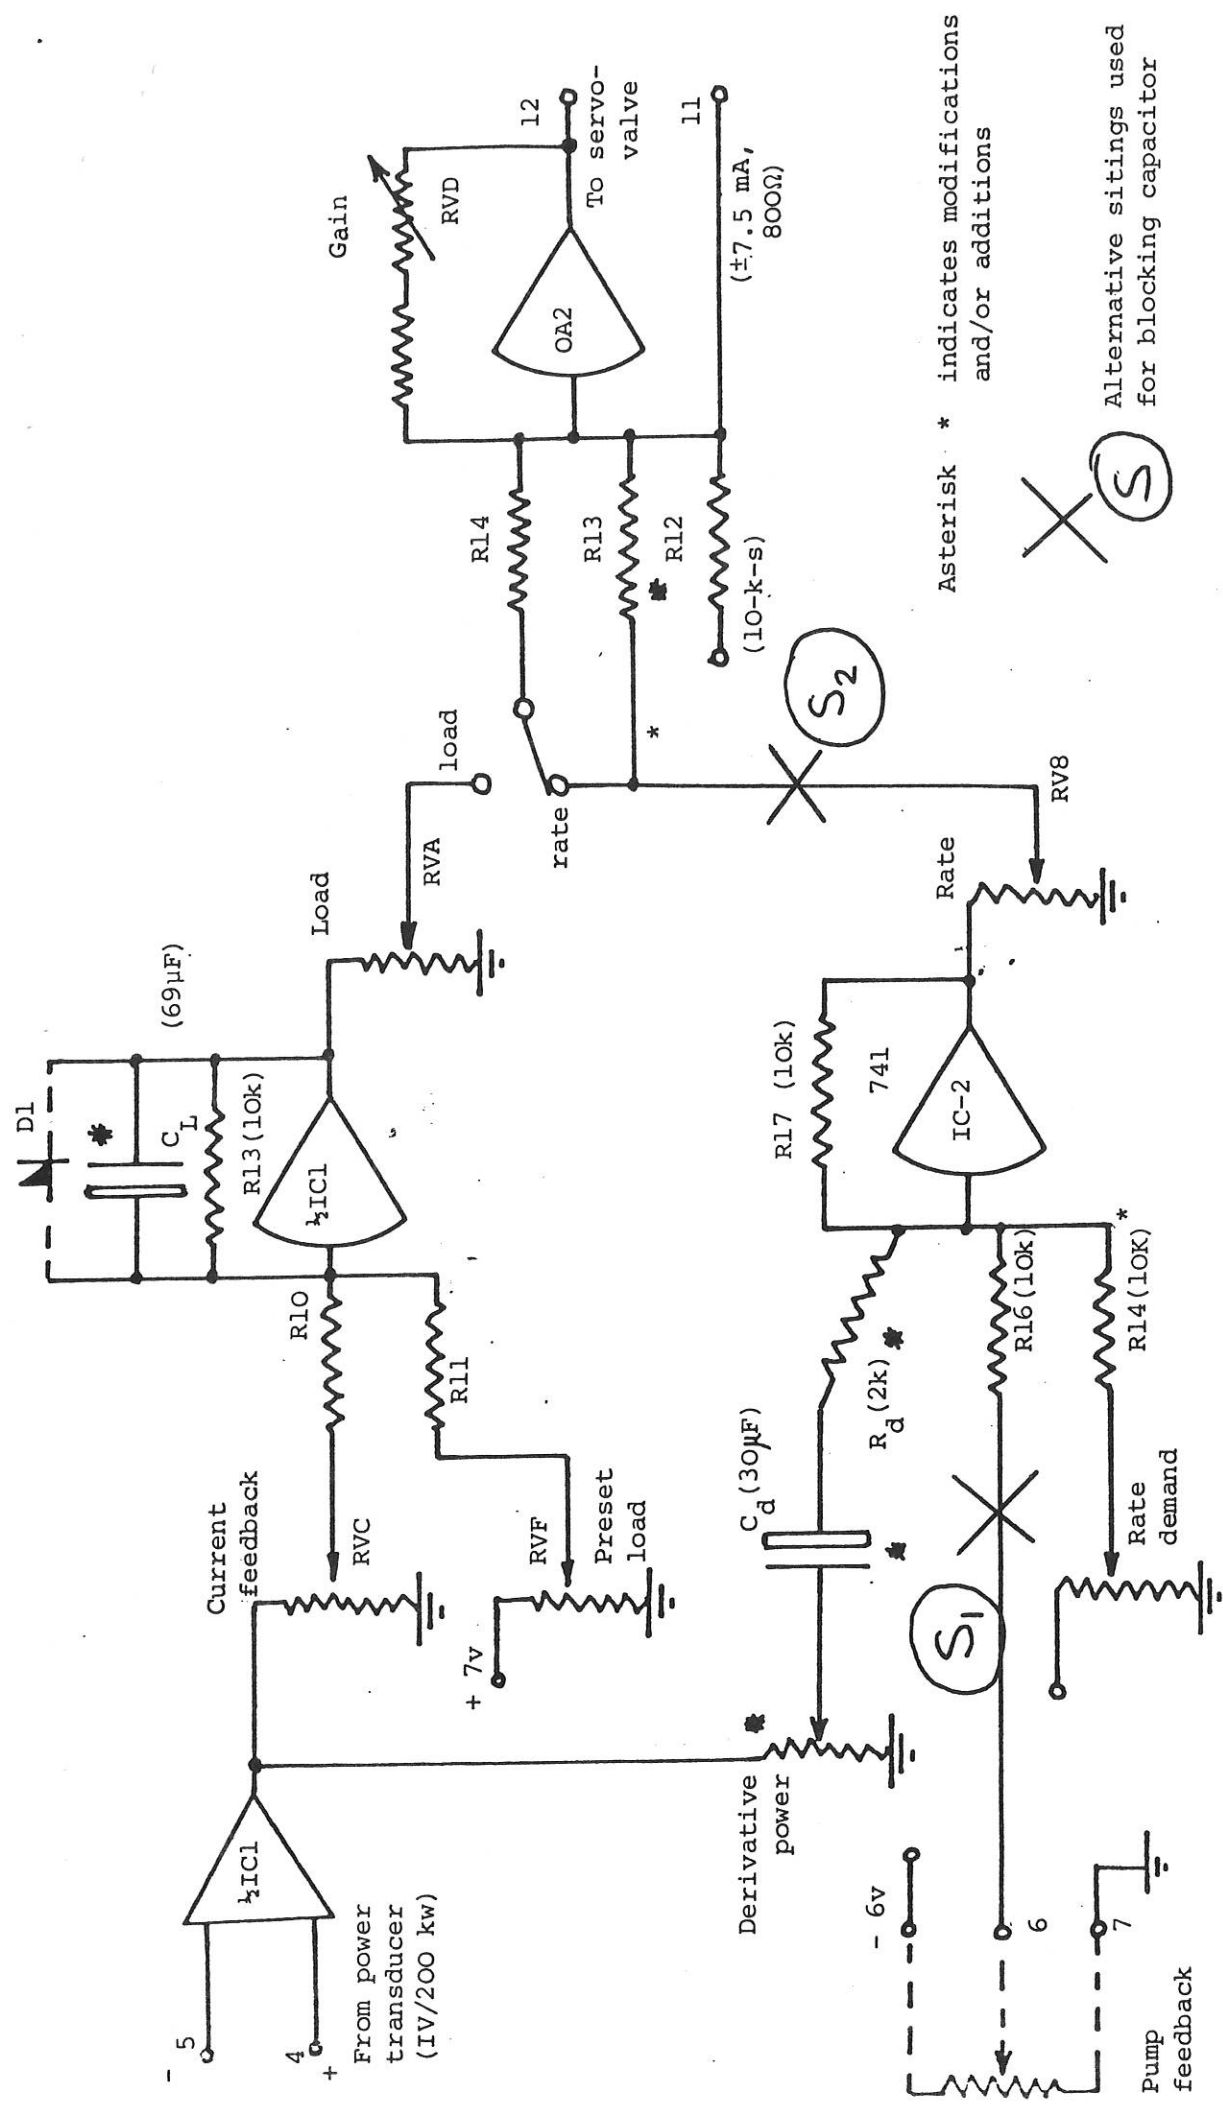 - 5
4
+
From power
transducer
(IV/200 kw)
½IC1
Current
feedback
RVC
+ 7v
RVF
Preset
load
R10
R11
D1
*
C L
(69µF)
R13(10k)
½IC1
Load
RVA
load
rate
R14
R13
*
*
R12
(10-k-s)
Gain
RVD
OA2
12
To servo-
valve
11
(±7.5 mA,
800Ω)
Derivative *
power
C d (30µF)
*
R d (2k) *
- 6v
6
7
Pump
feedback
S1
R16(10k)
R14(10K) *
Rate
demand
R17 (10k)
741
IC-2
Rate
RV8
S2
Asterisk * indicates modifications
and/or additions
S
Alternative sitings used
for blocking capacitor